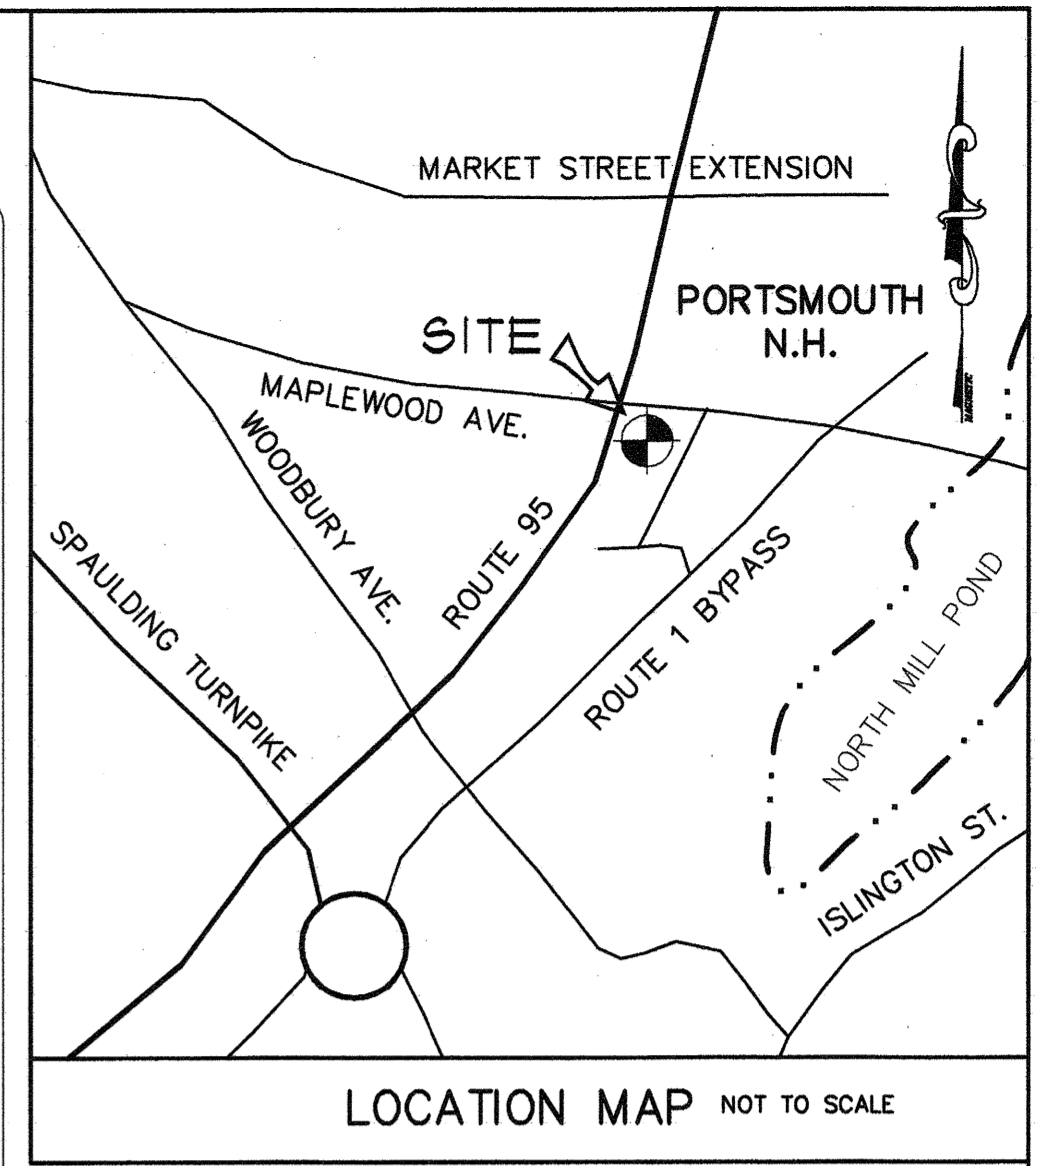 MARKET STREET EXTENSION
PORTSMOUTH
N.H.
SITE
MAPLEWOOD AVE.
WOODBURY AVE.
ROUTE 95
SPAULDING TURNPIKE
ROUTE 1 BYPASS
NORTH MILL POND
ISLINGTON ST.
MAGNETIC
LOCATION MAP NOT TO SCALE